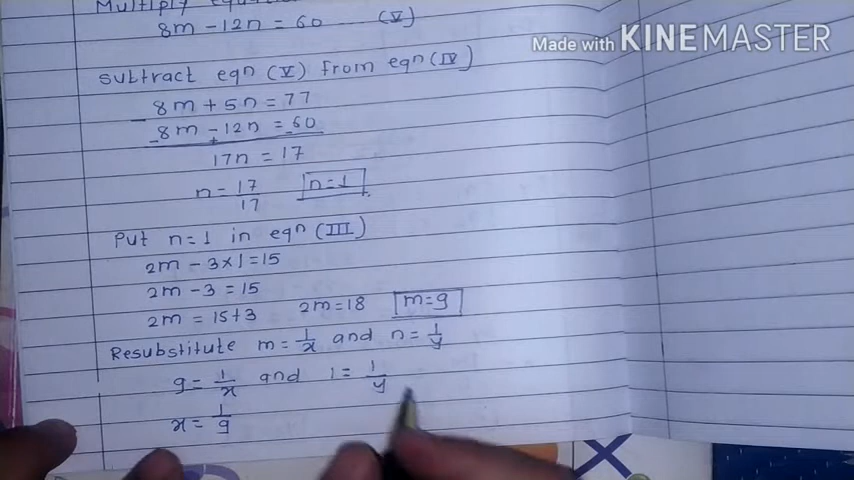 Multiply
8m - 12n = 60 (V)
Made with KINEMASTER
subtract eqn (V) from eqn (IV)
8m + 5n = 77
- 8m - 12n = 60
- + -
17n = 17
n = 17/17 n=1
Put n=1 in eqn (III)
2m - 3×1 = 15
2m - 3 = 15
2m = 15+3 2m=18 m=9
Resubstitute m = 1/x and n = 1/y
9 = 1/x and 1 = 1/y
x = 1/9